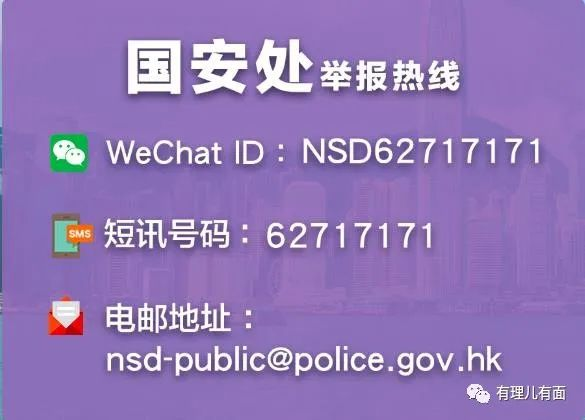 国安处举报热线
WeChat ID：NSD62717171
SMS
短讯号码：62717171
电邮地址：
nsd-public@police.gov.hk
有理儿有面